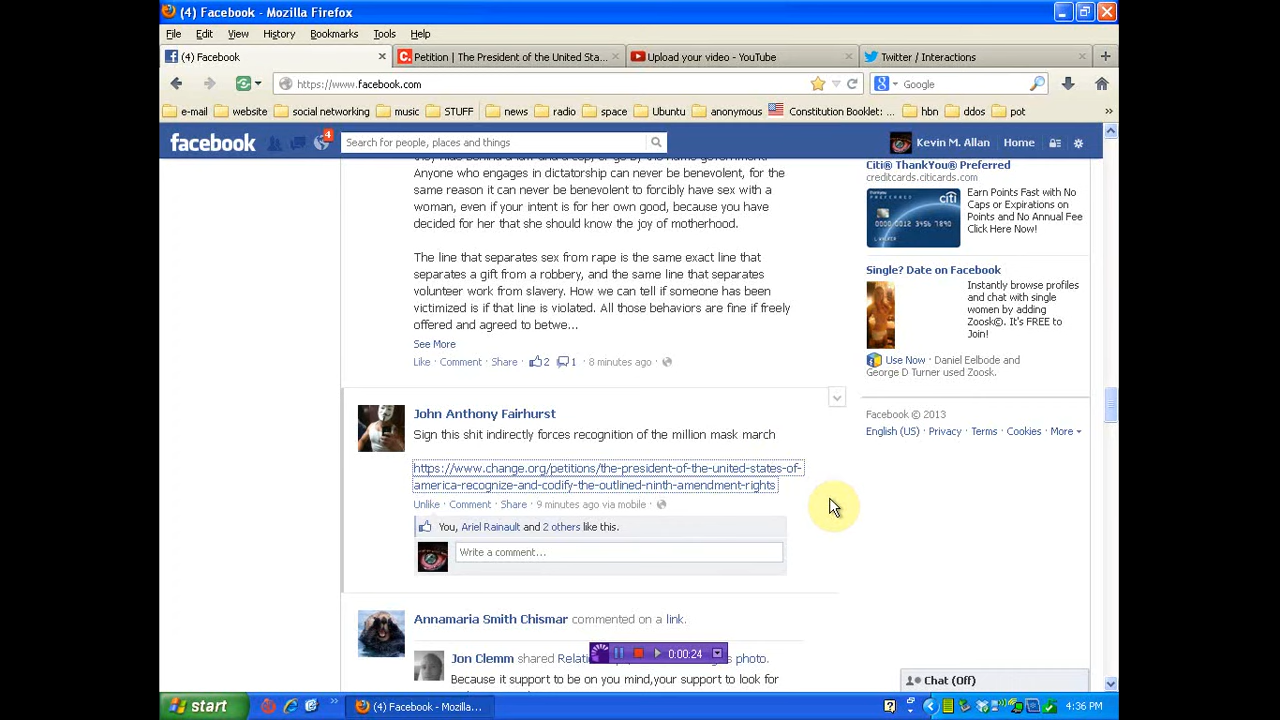 (4) Facebook - Mozilla Firefox
File Edit View History Bookmarks Tools Help
(4) Facebook
Petition | The President of the United Sta...
Upload your video - YouTube
Twitter / Interactions
https://www.facebook.com
Google
e-mail website social networking music STUFF news radio space Ubuntu anonymous Constitution Booklet... hbn ddos pot
facebook
4
Search for people, places and things
Kevin M. Allan Home
Anyone who engages in dictatorship can never be benevolent, for the
same reason it can never be benevolent to forcibly have sex with a
woman, even if your intent is for her own good, because you have
decided for her that she should know the joy of motherhood.
The line that separates sex from rape is the same exact line that
separates a gift from a robbery, and the same line that separates
volunteer work from slavery. How we can tell if someone has been
victimized is if that line is violated. All those behaviors are fine if freely
offered and agreed to betwe...
See More
Like · Comment · Share · 2 1 · 8 minutes ago ·
John Anthony Fairhurst
Sign this shit indirectly forces recognition of the million mask march
https://www.change.org/petitions/the-president-of-the-united-states-of-
america-recognize-and-codify-the-outlined-ninth-amendment-rights
Unlike · Comment · Share · 9 minutes ago via mobile ·
You, Ariel Rainault and 2 others like this.
Write a comment...
Annamaria Smith Chismar commented on a link.
Jon Clemm shared photo.
Because it support to be on you mind,your support to look for
0:00:24
Citi® ThankYou® Preferred
creditcards.citicards.com
citi
Earn Points Fast with No
Caps or Expirations on
Points and No Annual Fee
Click Here Now!
Single? Date on Facebook
Instantly browse profiles
and chat with single
women by adding
Zoosk©. It's FREE to
Join!
Use Now · Daniel Eelbode and
George D Turner used Zoosk.
Facebook © 2013
English (US) · Privacy · Terms · Cookies · More
Chat (Off)
start
(4) Facebook - Mozilla...
4:36 PM